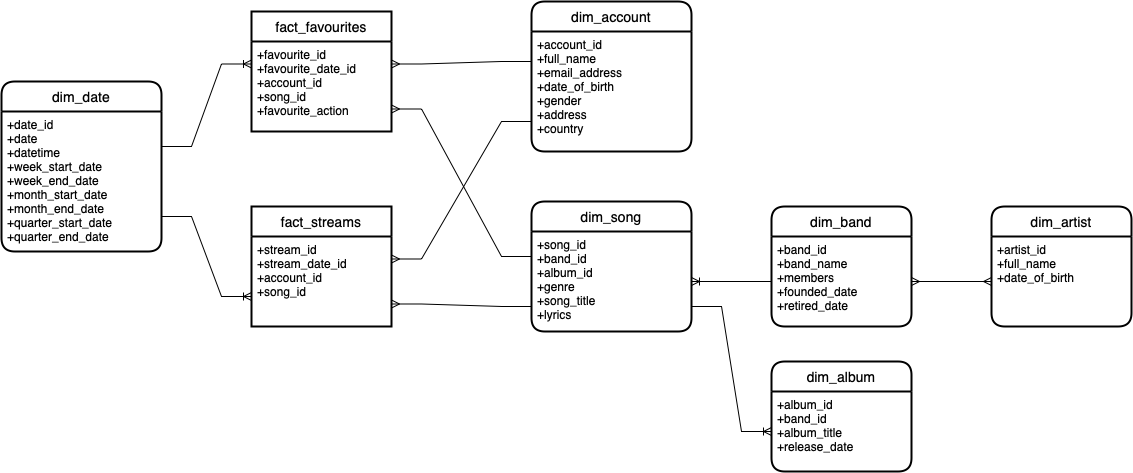 dim_date
+date_id
+date
+datetime
+week_start_date
+week_end_date
+month_start_date
+month_end_date
+quarter_start_date
+quarter_end_date
fact_favourites
+favourite_id
+favourite_date_id
+account_id
+song_id
+favourite_action
fact_streams
+stream_id
+stream_date_id
+account_id
+song_id
dim_account
+account_id
+full_name
+email_address
+date_of_birth
+gender
+address
+country
dim_song
+song_id
+band_id
+album_id
+genre
+song_title
+lyrics
dim_band
+band_id
+band_name
+members
+founded_date
+retired_date
dim_album
+album_id
+band_id
+album_title
+release_date
dim_artist
+artist_id
+full_name
+date_of_birth